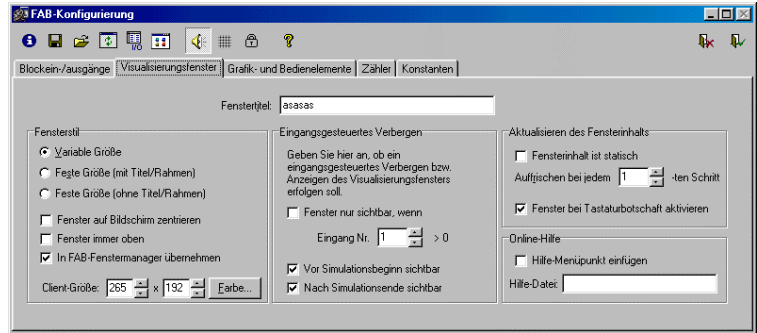 FAB-Konfigurierung
I/O
Blockein-/ausgänge Visualisierungsfenster Grafik- und Bedienelemente Zähler Konstanten
Fenstertitel: asasas
Fensterstil
Variable Größe
Feste Größe (mit Titel/Rahmen)
Feste Größe (ohne Titel/Rahmen)
Fenster auf Bildschirm zentrieren
Fenster immer oben
In FAB-Fenstermanager übernehmen
Client-Größe: 265 x 192 Farbe...
Eingangsgesteuertes Verbergen
Geben Sie hier an, ob ein
eingangsgesteuertes Verbergen bzw.
Anzeigen des Visualisierungsfensters
erfolgen soll.
Fenster nur sichtbar, wenn
Eingang Nr. 1 > 0
Vor Simulationsbeginn sichtbar
Nach Simulationsende sichtbar
Aktualisieren des Fensterinhalts
Fensterinhalt ist statisch
Auffrischen bei jedem 1 -ten Schritt
Fenster bei Tastaturbotschaft aktivieren
Online-Hilfe
Hilfe-Menüpunkt einfügen
Hilfe-Datei: